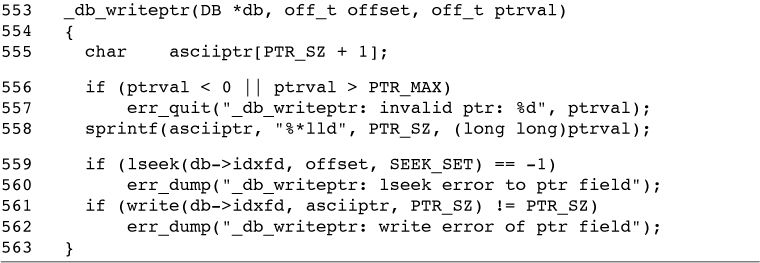 553 _db_writeptr(DB *db, off_t offset, off_t ptrval)
554 {
555 char asciiptr[PTR_SZ + 1];
556 if (ptrval < 0 || ptrval > PTR_MAX)
557 err_quit("_db_writeptr: invalid ptr: %d", ptrval);
558 sprintf(asciiptr, "%*lld", PTR_SZ, (long long)ptrval);
559 if (lseek(db->idxfd, offset, SEEK_SET) == -1)
560 err_dump("_db_writeptr: lseek error to ptr field");
561 if (write(db->idxfd, asciiptr, PTR_SZ) != PTR_SZ)
562 err_dump("_db_writeptr: write error of ptr field");
563 }